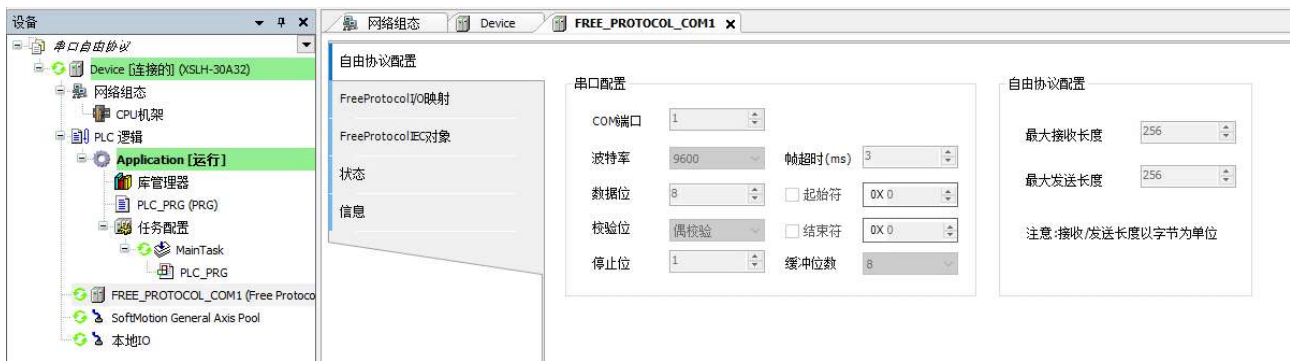 设备
串口自由协议
Device [连接的] (XSLH-30A32)
网络组态
CPU机架
PLC 逻辑
Application [运行]
库管理器
PLC_PRG (PRG)
任务配置
MainTask
PLC_PRG
FREE_PROTOCOL_COM1 (Free Protoco
SoftMotion General Axis Pool
本地IO
网络组态
Device
FREE_PROTOCOL_COM1
自由协议配置
FreeProtocolI/O映射
FreeProtocolIEC对象
状态
信息
串口配置
COM端口 1
波特率 9600 帧超时(ms) 3
数据位 8 起始符 0X 0
校验位 偶校验 结束符 0X 0
停止位 1 缓冲位数 8
自由协议配置
最大接收长度 256
最大发送长度 256
注意:接收/发送长度以字节为单位